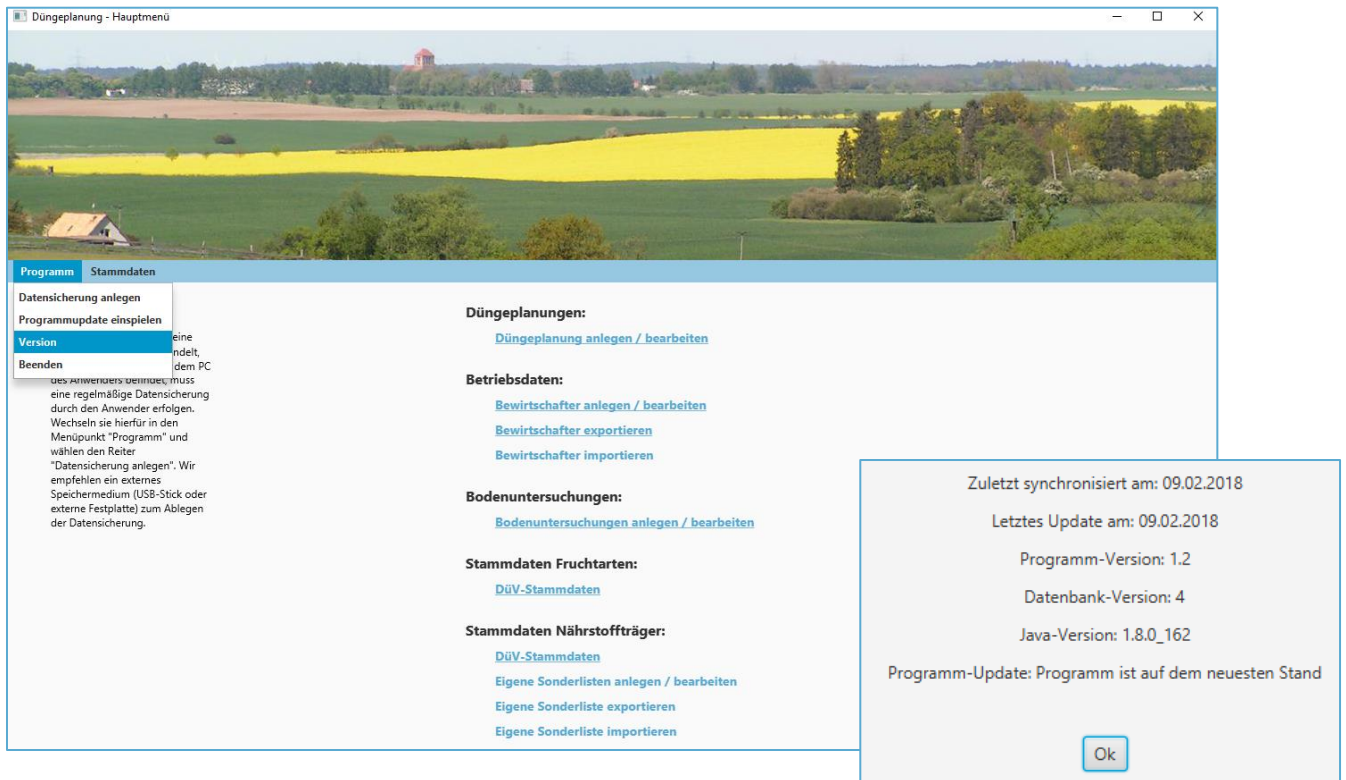 Düngeplanung - Hauptmenü
Programm Stammdaten
Datensicherung anlegen
Programmupdate einspielen
Version
Beenden
eine
ndelt,
dem PC
des Anwenders befindet, muss
eine regelmäßige Datensicherung
durch den Anwender erfolgen.
Wechseln sie hierfür in den
Menüpunkt "Programm" und
wählen den Reiter
"Datensicherung anlegen". Wir
empfehlen ein externes
Speichermedium (USB-Stick oder
externe Festplatte) zum Ablegen
der Datensicherung.
Düngeplanungen:
Düngeplanung anlegen / bearbeiten
Betriebsdaten:
Bewirtschafter anlegen / bearbeiten
Bewirtschafter exportieren
Bewirtschafter importieren
Bodenuntersuchungen:
Bodenuntersuchungen anlegen / bearbeiten
Stammdaten Fruchtarten:
DüV-Stammdaten
Stammdaten Nährstoffträger:
DüV-Stammdaten
Eigene Sonderlisten anlegen / bearbeiten
Eigene Sonderliste exportieren
Eigene Sonderliste importieren
Zuletzt synchronisiert am: 09.02.2018
Letztes Update am: 09.02.2018
Programm-Version: 1.2
Datenbank-Version: 4
Java-Version: 1.8.0_162
Programm-Update: Programm ist auf dem neuesten Stand
Ok